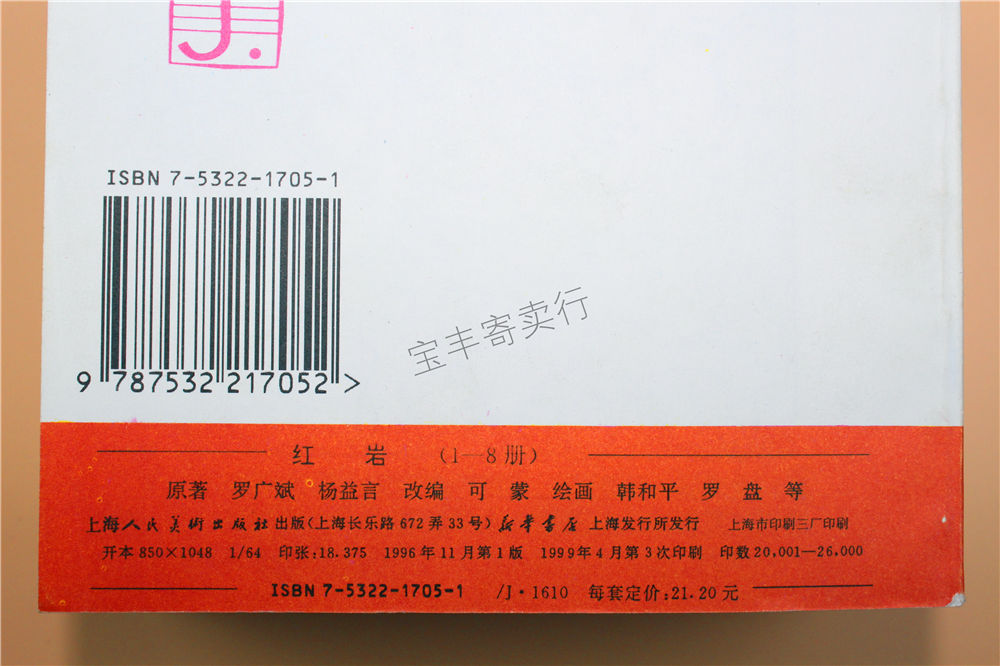 J.
ISBN 7-5322-1705-1
9 787532 217052 >
宝丰寄卖行
红 岩 (1—8册)
原著 罗广斌 杨益言 改编 可 蒙 绘画 韩和平 罗 盘 等
上海人民美術出版社出版(上海长乐路672弄33号) 新华書店 上海发行所发行 上海市印刷三厂印刷
开本850×1048 1/64 印张:18.375 1996年11月第1版 1999年4月第3次印刷 印数20,001—26,000
ISBN 7-5322-1705-1 /J·1610 每套定价:21.20元